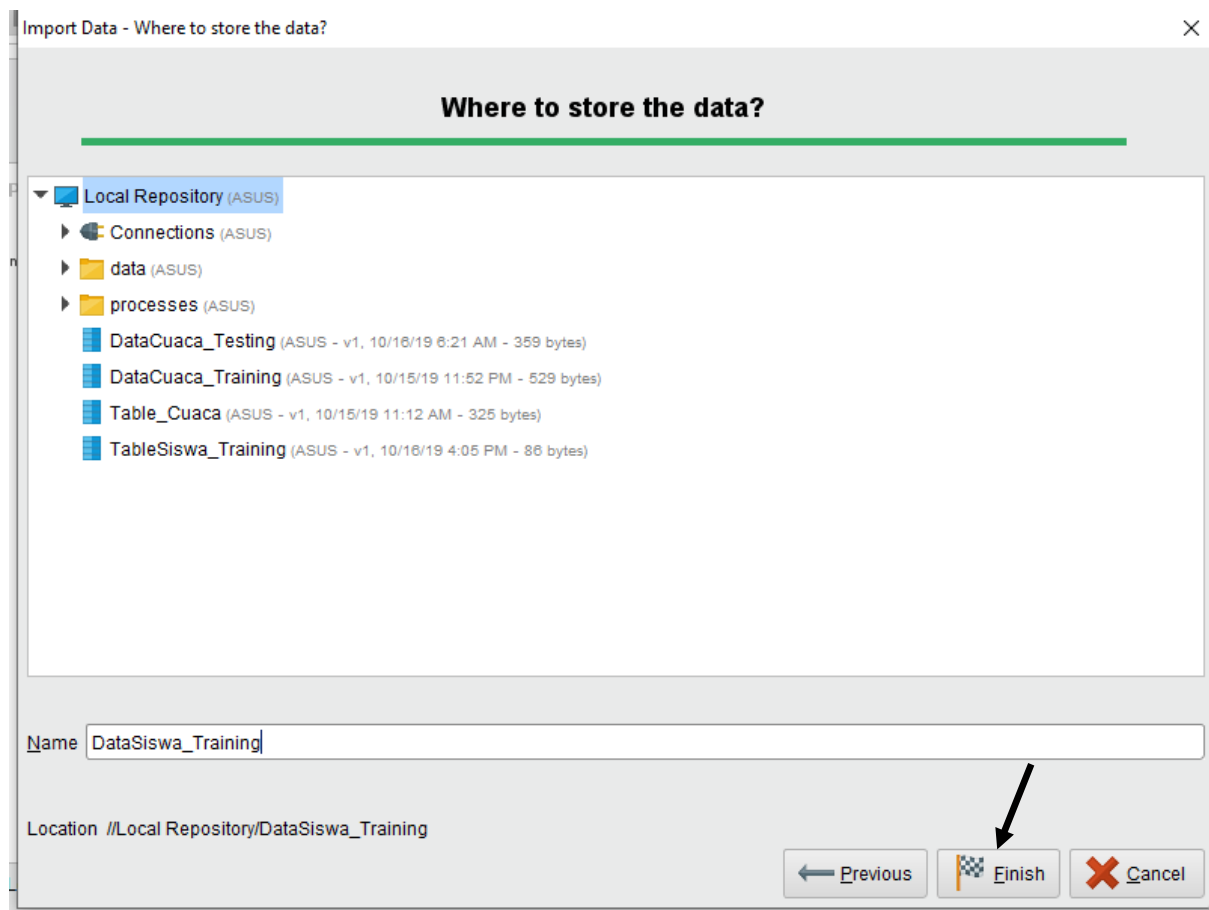 Import Data - Where to store the data?
Where to store the data?
Local Repository (ASUS)
Connections (ASUS)
data (ASUS)
processes (ASUS)
DataCuaca_Testing (ASUS - v1, 10/16/19 6:21 AM - 359 bytes)
DataCuaca_Training (ASUS - v1, 10/15/19 11:52 PM - 529 bytes)
Table_Cuaca (ASUS - v1, 10/15/19 11:12 AM - 325 bytes)
TableSiswa_Training (ASUS - v1, 10/16/19 4:05 PM - 86 bytes)
Name DataSiswa_Training
Location //Local Repository/DataSiswa_Training
Previous Finish Cancel